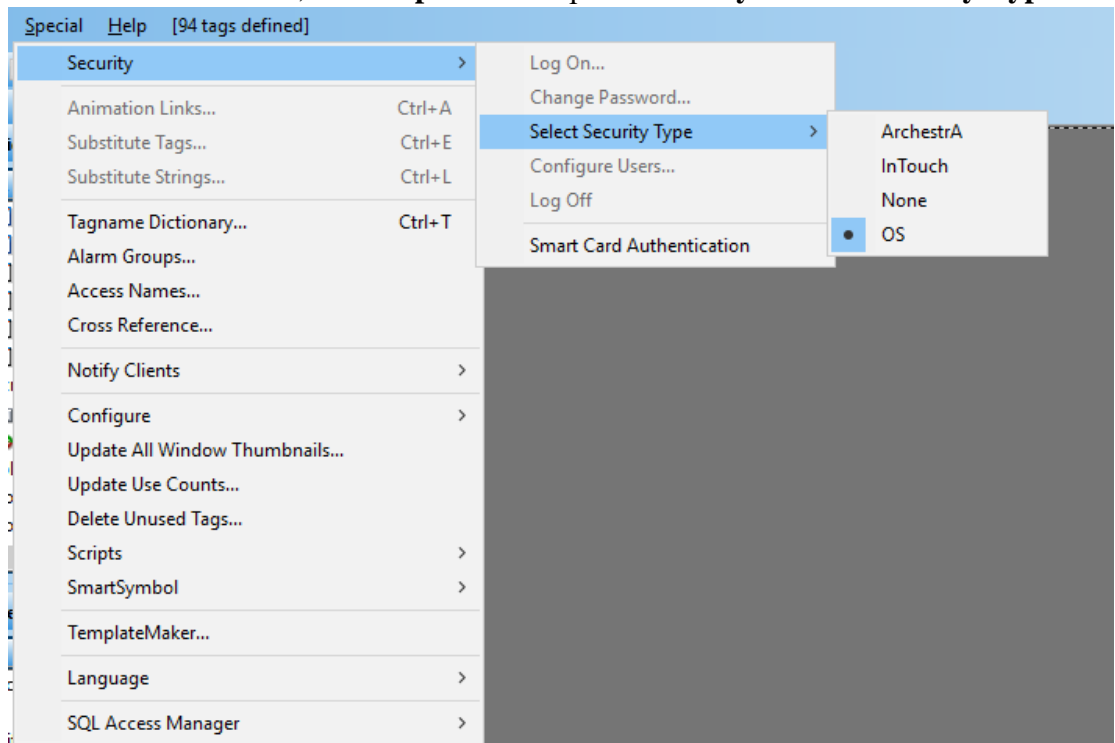 Special Help [94 tags defined]
Security >
Animation Links... Ctrl+A
Substitute Tags... Ctrl+E
Substitute Strings... Ctrl+L
Tagname Dictionary... Ctrl+T
Alarm Groups...
Access Names...
Cross Reference...
Notify Clients >
Configure >
Update All Window Thumbnails...
Update Use Counts...
Delete Unused Tags...
Scripts >
SmartSymbol >
TemplateMaker...
Language >
SQL Access Manager >
Log On...
Change Password...
Select Security Type >
Configure Users...
Log Off
Smart Card Authentication
ArchestrA
InTouch
None
OS